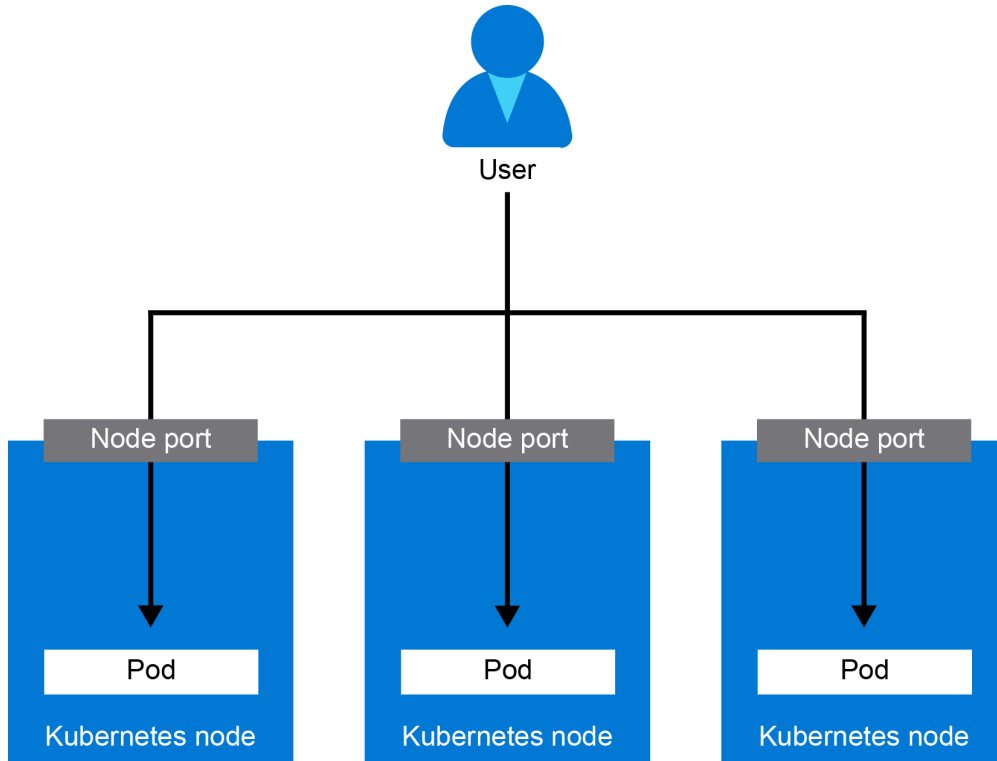 User
Node port
Node port
Node port
Pod
Pod
Pod
Kubernetes node
Kubernetes node
Kubernetes node